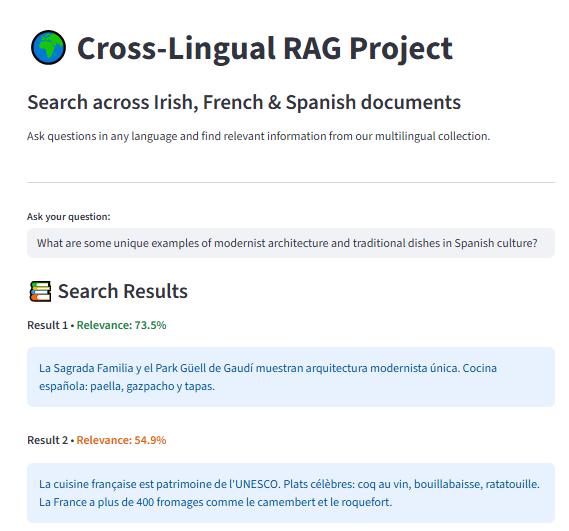 Cross-Lingual RAG Project
Search across Irish, French & Spanish documents
Ask questions in any language and find relevant information from our multilingual collection.
Ask your question:
What are some unique examples of modernist architecture and traditional dishes in Spanish culture?
Search Results
Result 1 • Relevance: 73.5%
La Sagrada Familia y el Park Güell de Gaudí muestran arquitectura modernista única. Cocina
española: paella, gazpacho y tapas.
Result 2 • Relevance: 54.9%
La cuisine française est patrimoine de l'UNESCO. Plats célèbres: coq au vin, bouillabaisse, ratatouille.
La France a plus de 400 fromages comme le camembert et le roquefort.